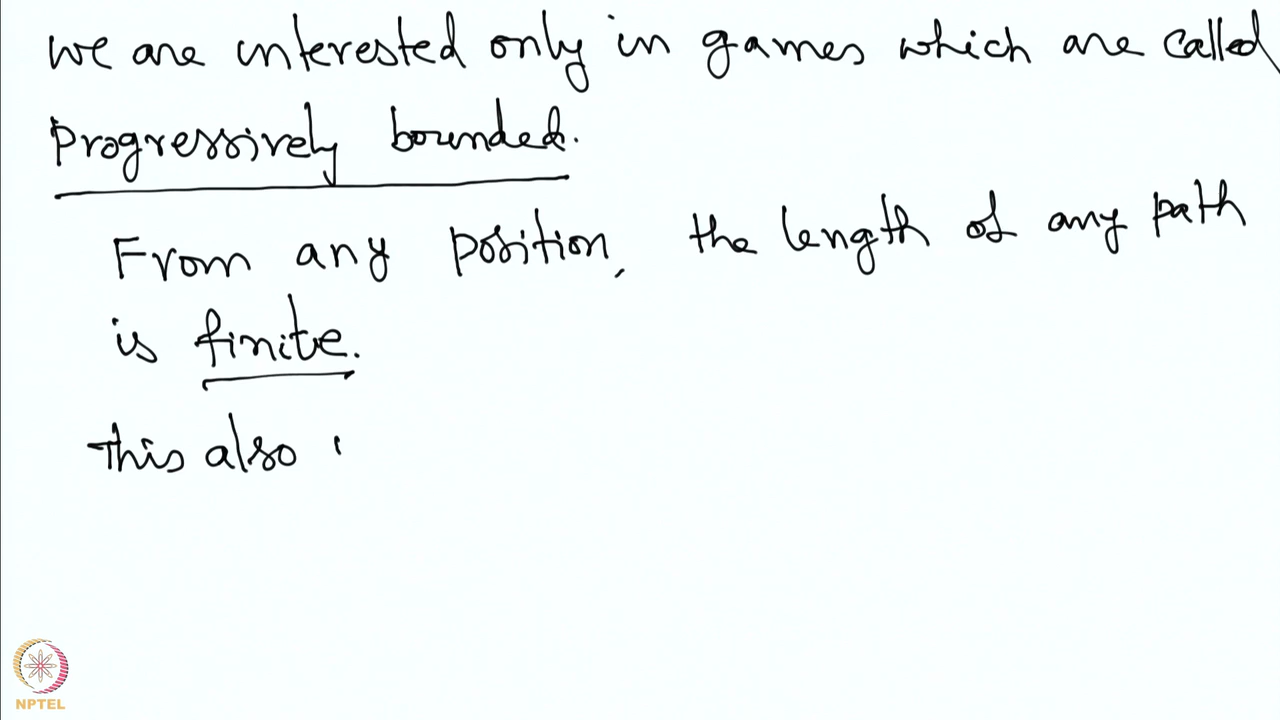 we are interested only in games which are called
progressively bounded.
From any position, the length of any path
is finite.
This also
NPTEL